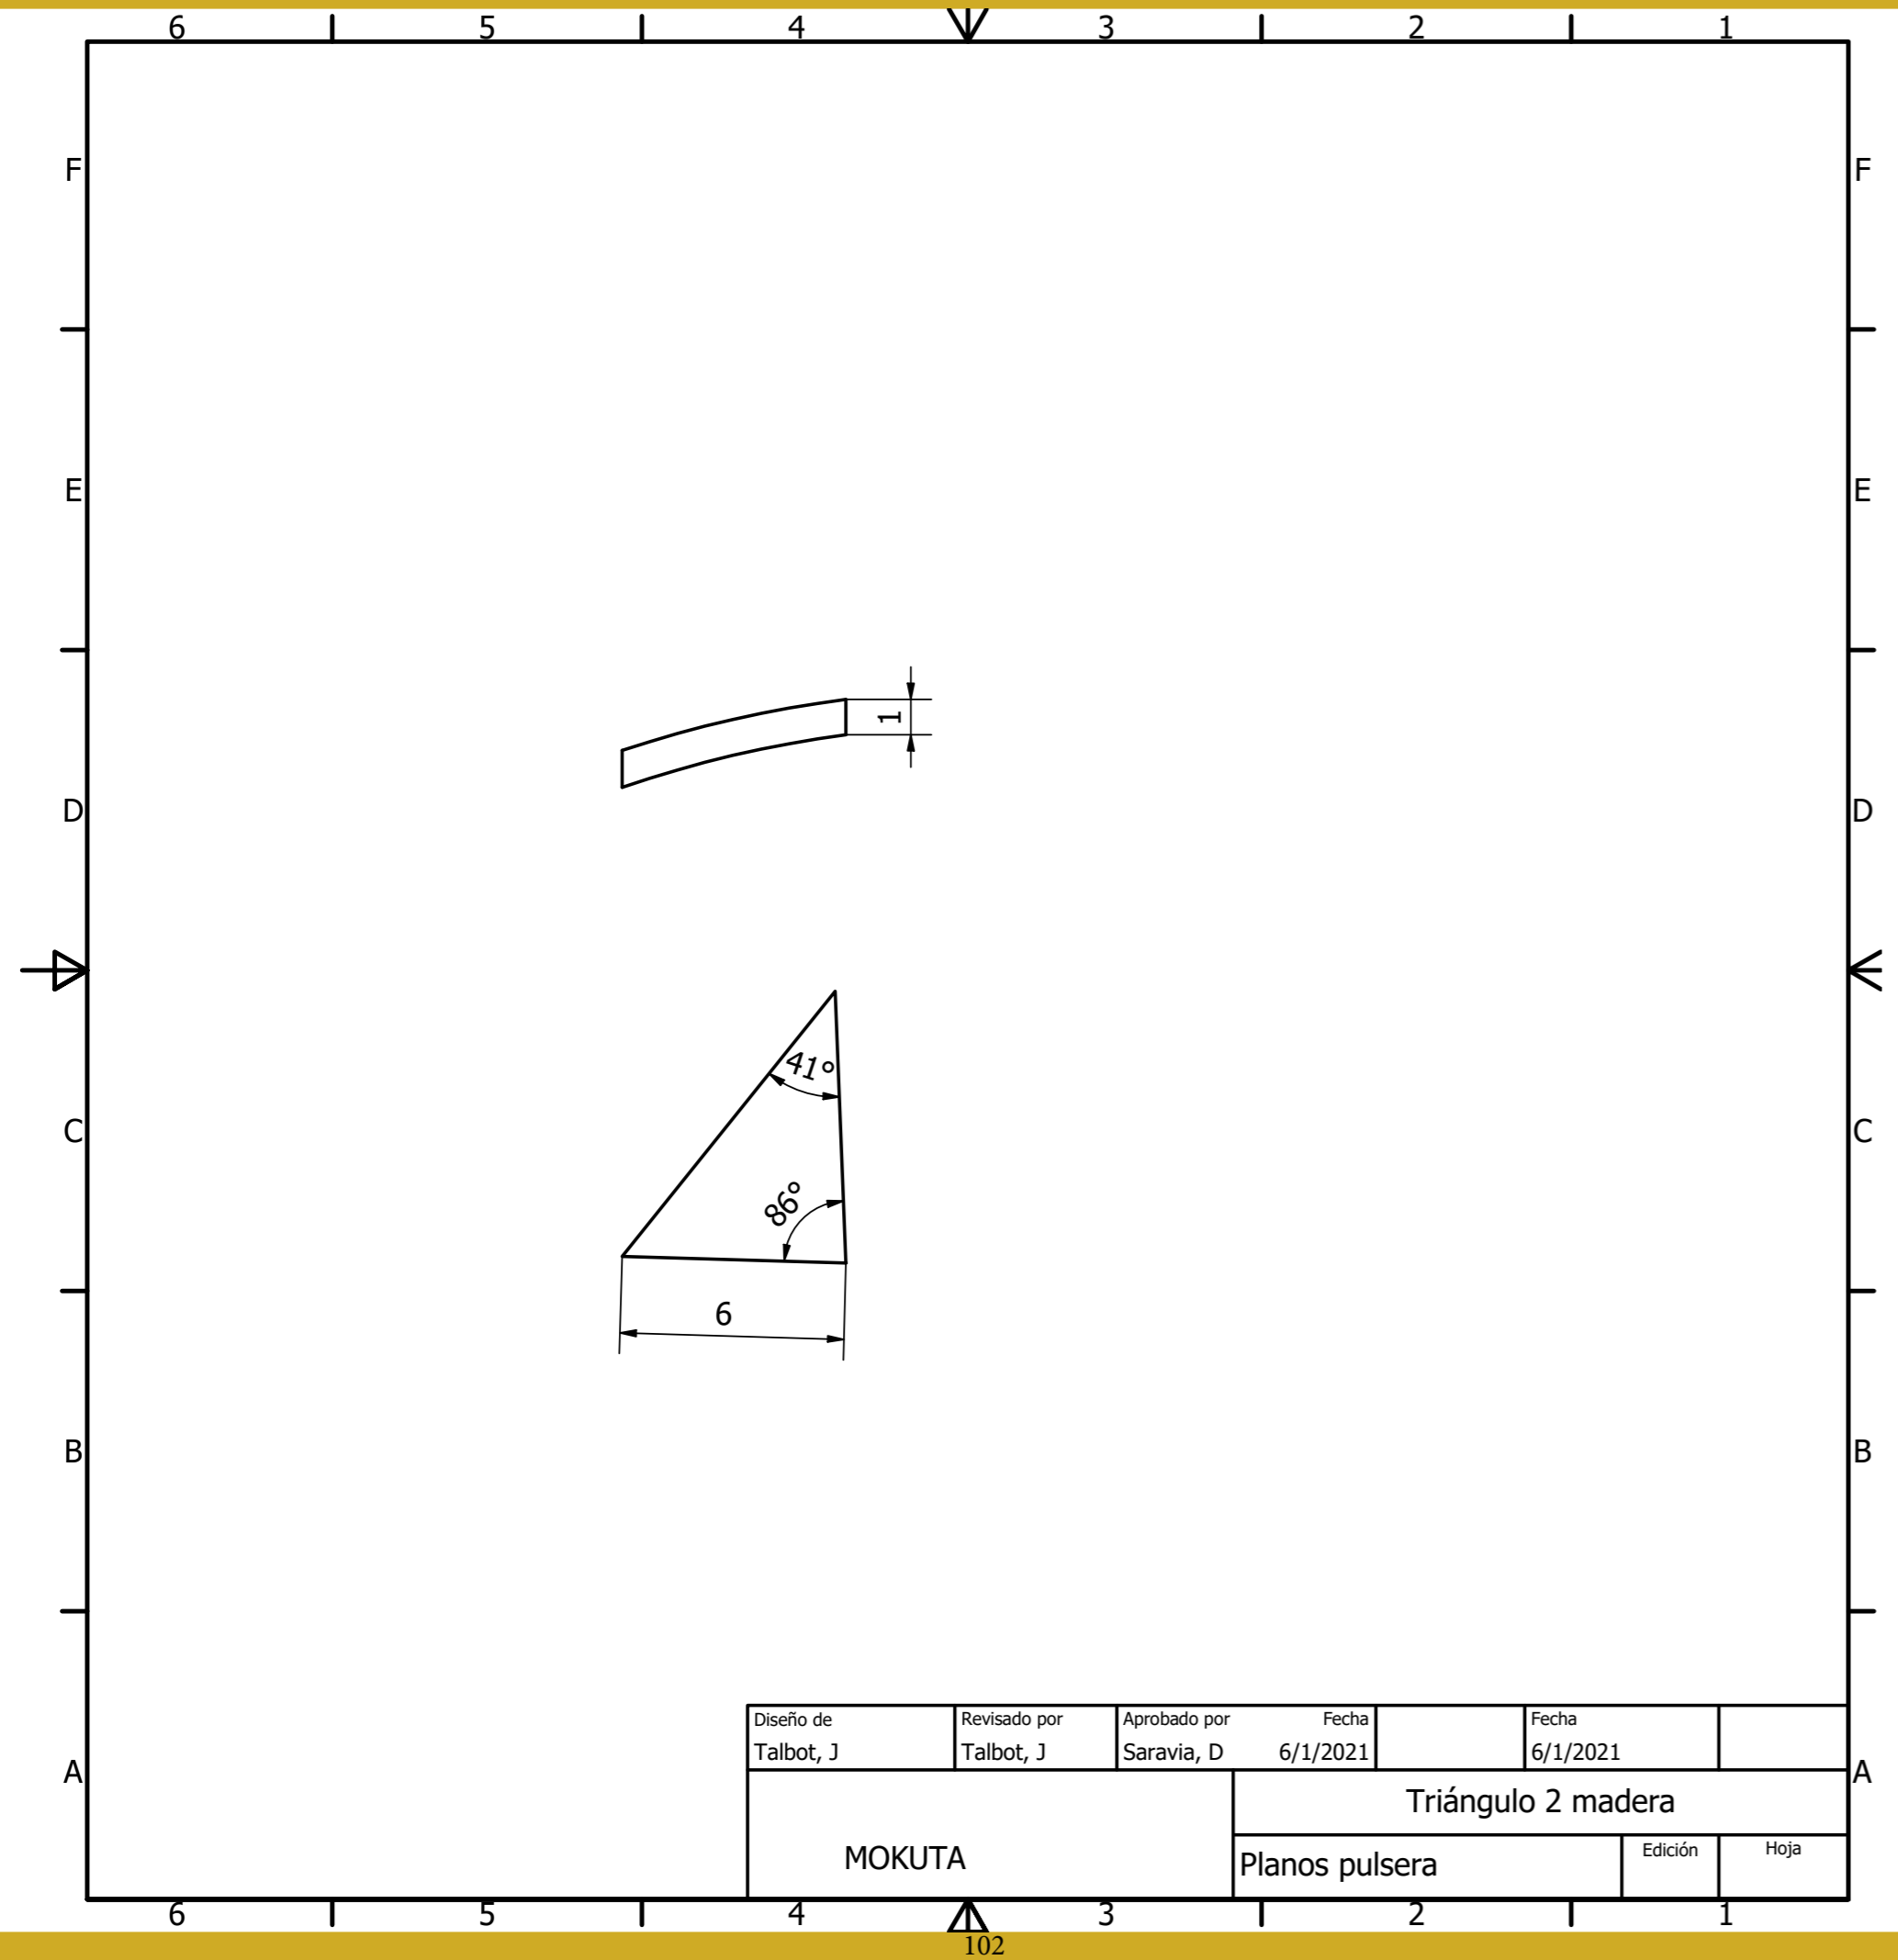 6 5 4 3 2 1
F F
E E
1
D D
41°
C C
86°
6
B B
Diseño de Revisado por Aprobado por Fecha Fecha
Talbot, J Talbot, J Saravia, D 6/1/2021 6/1/2021
A A
Triángulo 2 madera
MOKUTA
Planos pulsera Edición Hoja
6 5 4 3 2 1
102